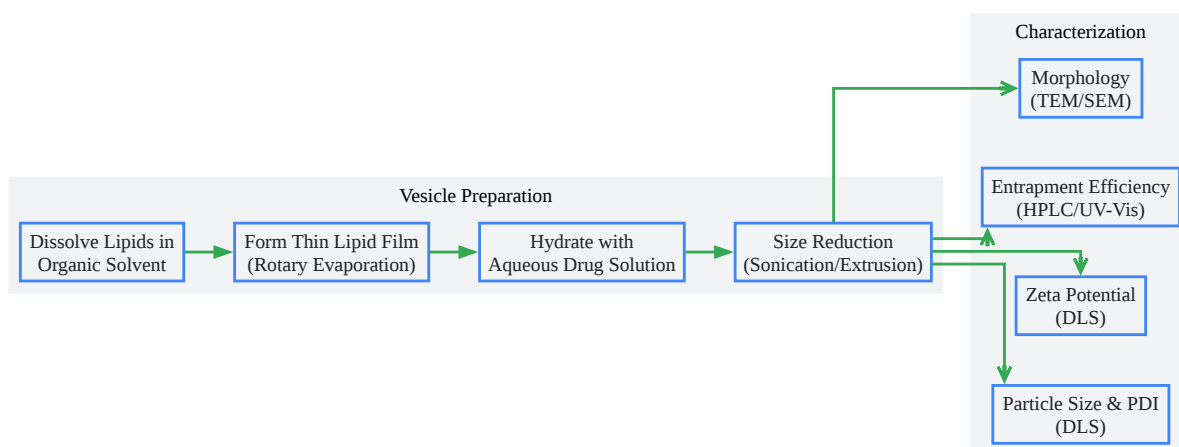 Characterization
Morphology
(TEM/SEM)
Vesicle Preparation
Dissolve Lipids in
Organic Solvent
Form Thin Lipid Film
(Rotary Evaporation)
Hydrate with
Aqueous Drug Solution
Size Reduction
(Sonication/Extrusion)
Entrapment Efficiency
(HPLC/UV-Vis)
Zeta Potential
(DLS)
Particle Size & PDI
(DLS)